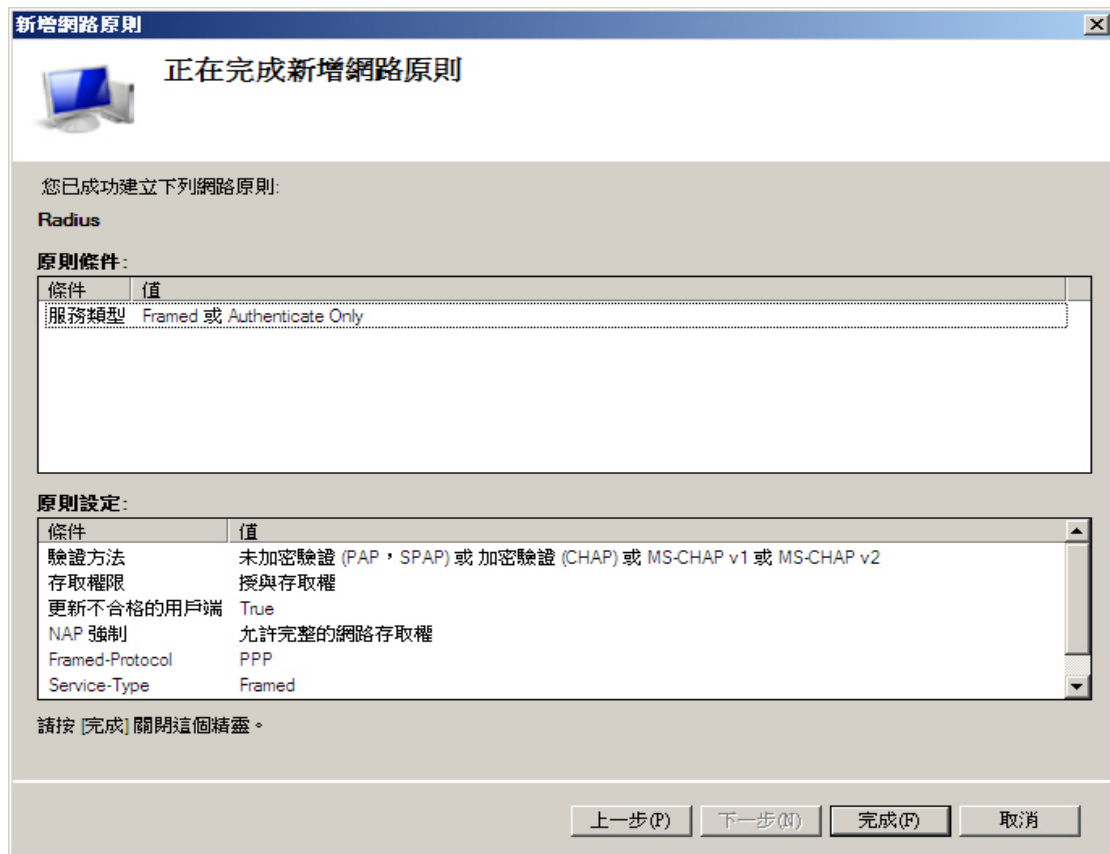 新增網路原則
正在完成新增網路原則
您已成功建立下列網路原則:
Radius
原則條件:
條件 值
服務類型 Framed 或 Authenticate Only
原則設定:
條件 值
驗證方法 未加密驗證 (PAP，SPAP) 或 加密驗證 (CHAP) 或 MS-CHAP v1 或 MS-CHAP v2
存取權限 授與存取權
更新不合格的用戶端 True
NAP 強制 允許完整的網路存取權
Framed-Protocol PPP
Service-Type Framed
請按 [完成] 關閉這個精靈。
上一步(P) 下一步(N) 完成(F) 取消